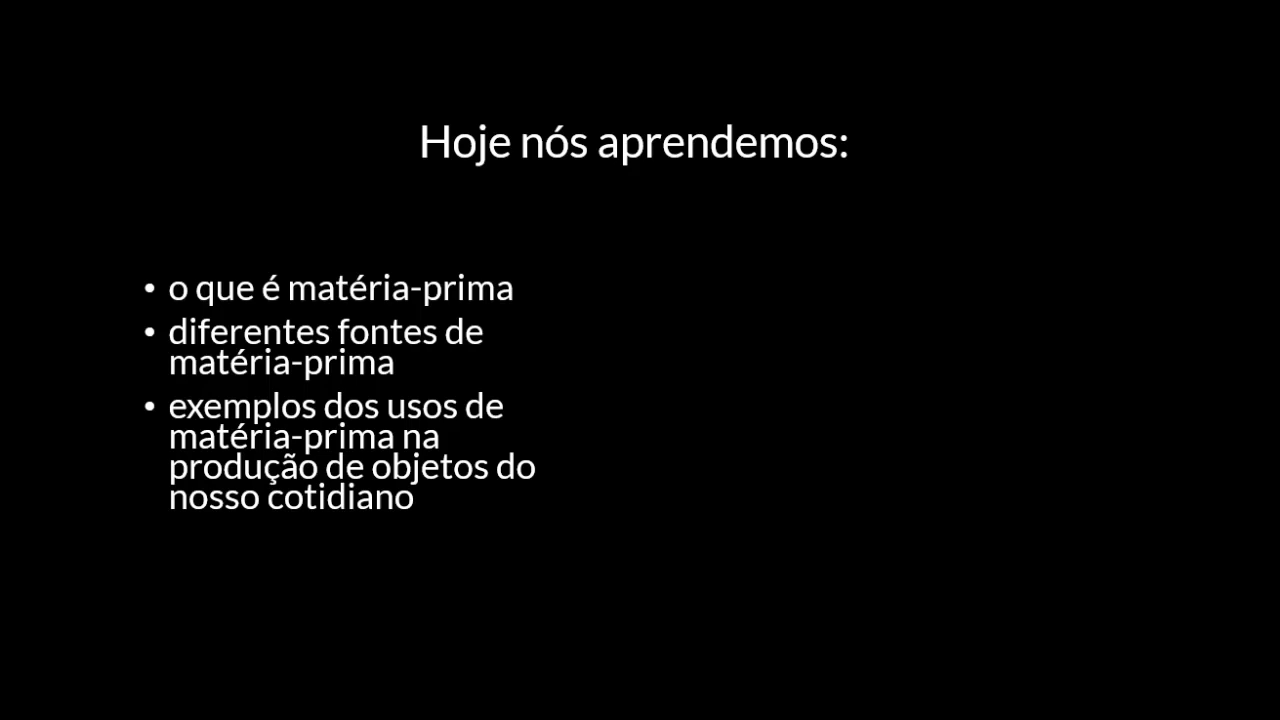 Hoje nós aprendemos:
• o que é matéria-prima
• diferentes fontes de
matéria-prima
• exemplos dos usos de
matéria-prima na
produção de objetos do
nosso cotidiano